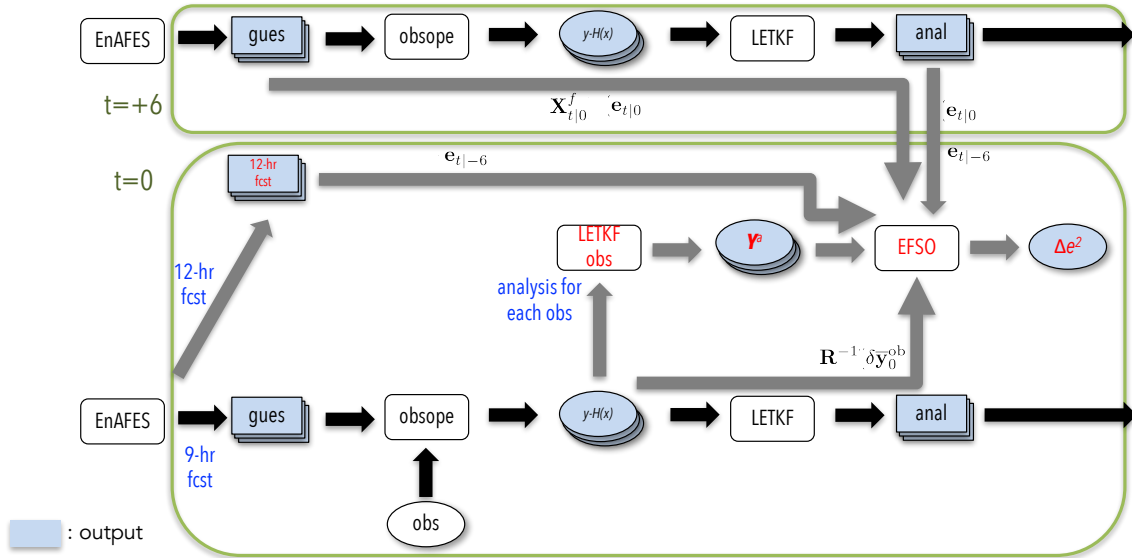 EnAFES
gues
obsope
y-H(x)
LETKF
anal
t=+6
X^f_{t|0} e_{t|0}
e_{t|0}
e_{t|-6}
e_{t|-6}
t=0
12-hr
fcst
12-hr
fcst
LETKF
obs
Y^a
EFSO
Δe²
analysis for
each obs
R^{-1} δy̅_0^{ob}
EnAFES
gues
obsope
y-H(x)
LETKF
anal
9-hr
fcst
obs
: output